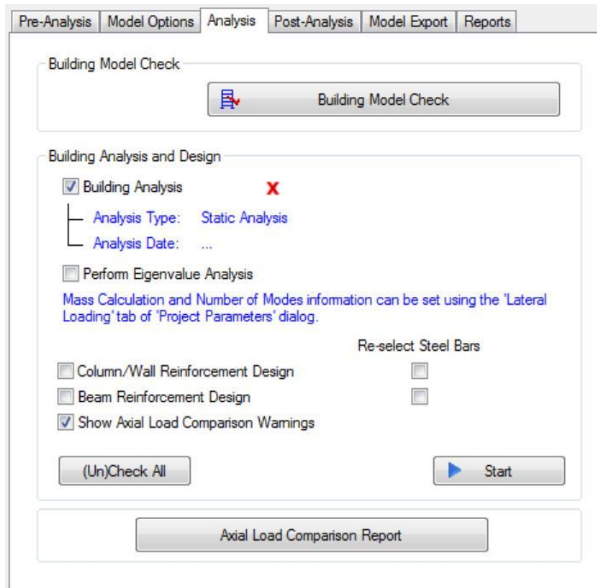 Pre-Analysis Model Options Analysis Post-Analysis Model Export Reports
Building Model Check
Building Model Check
Building Analysis and Design
Building Analysis X
Analysis Type: Static Analysis
Analysis Date: ...
Perform Eigenvalue Analysis
Mass Calculation and Number of Modes information can be set using the 'Lateral
Loading' tab of 'Project Parameters' dialog.
Re-select Steel Bars
Column/Wall Reinforcement Design
Beam Reinforcement Design
Show Axial Load Comparison Warnings
(Un)Check All Start
Axial Load Comparison Report